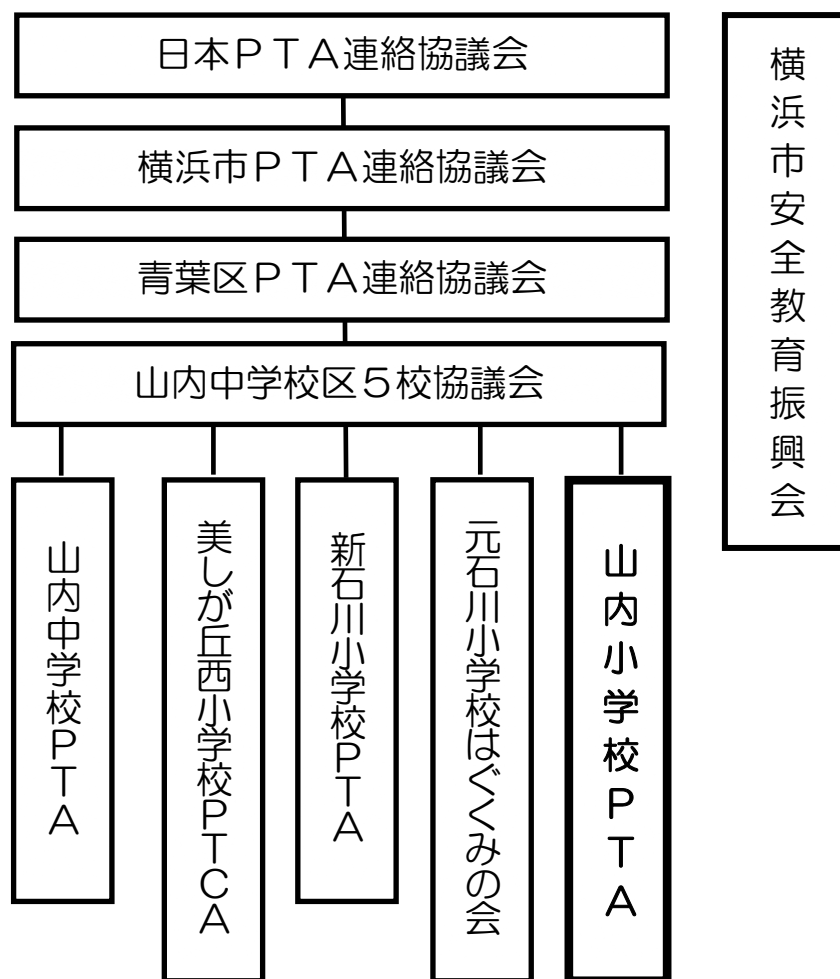 日本ＰＴＡ連絡協議会
横浜市ＰＴＡ連絡協議会
青葉区ＰＴＡ連絡協議会
山内中学校区５校協議会
山内中学校ＰＴＡ
美しが丘西小学校ＰＴＣＡ
新石川小学校ＰＴＡ
元石川小学校はぐくみの会
山内小学校ＰＴＡ
横浜市安全教育振興会